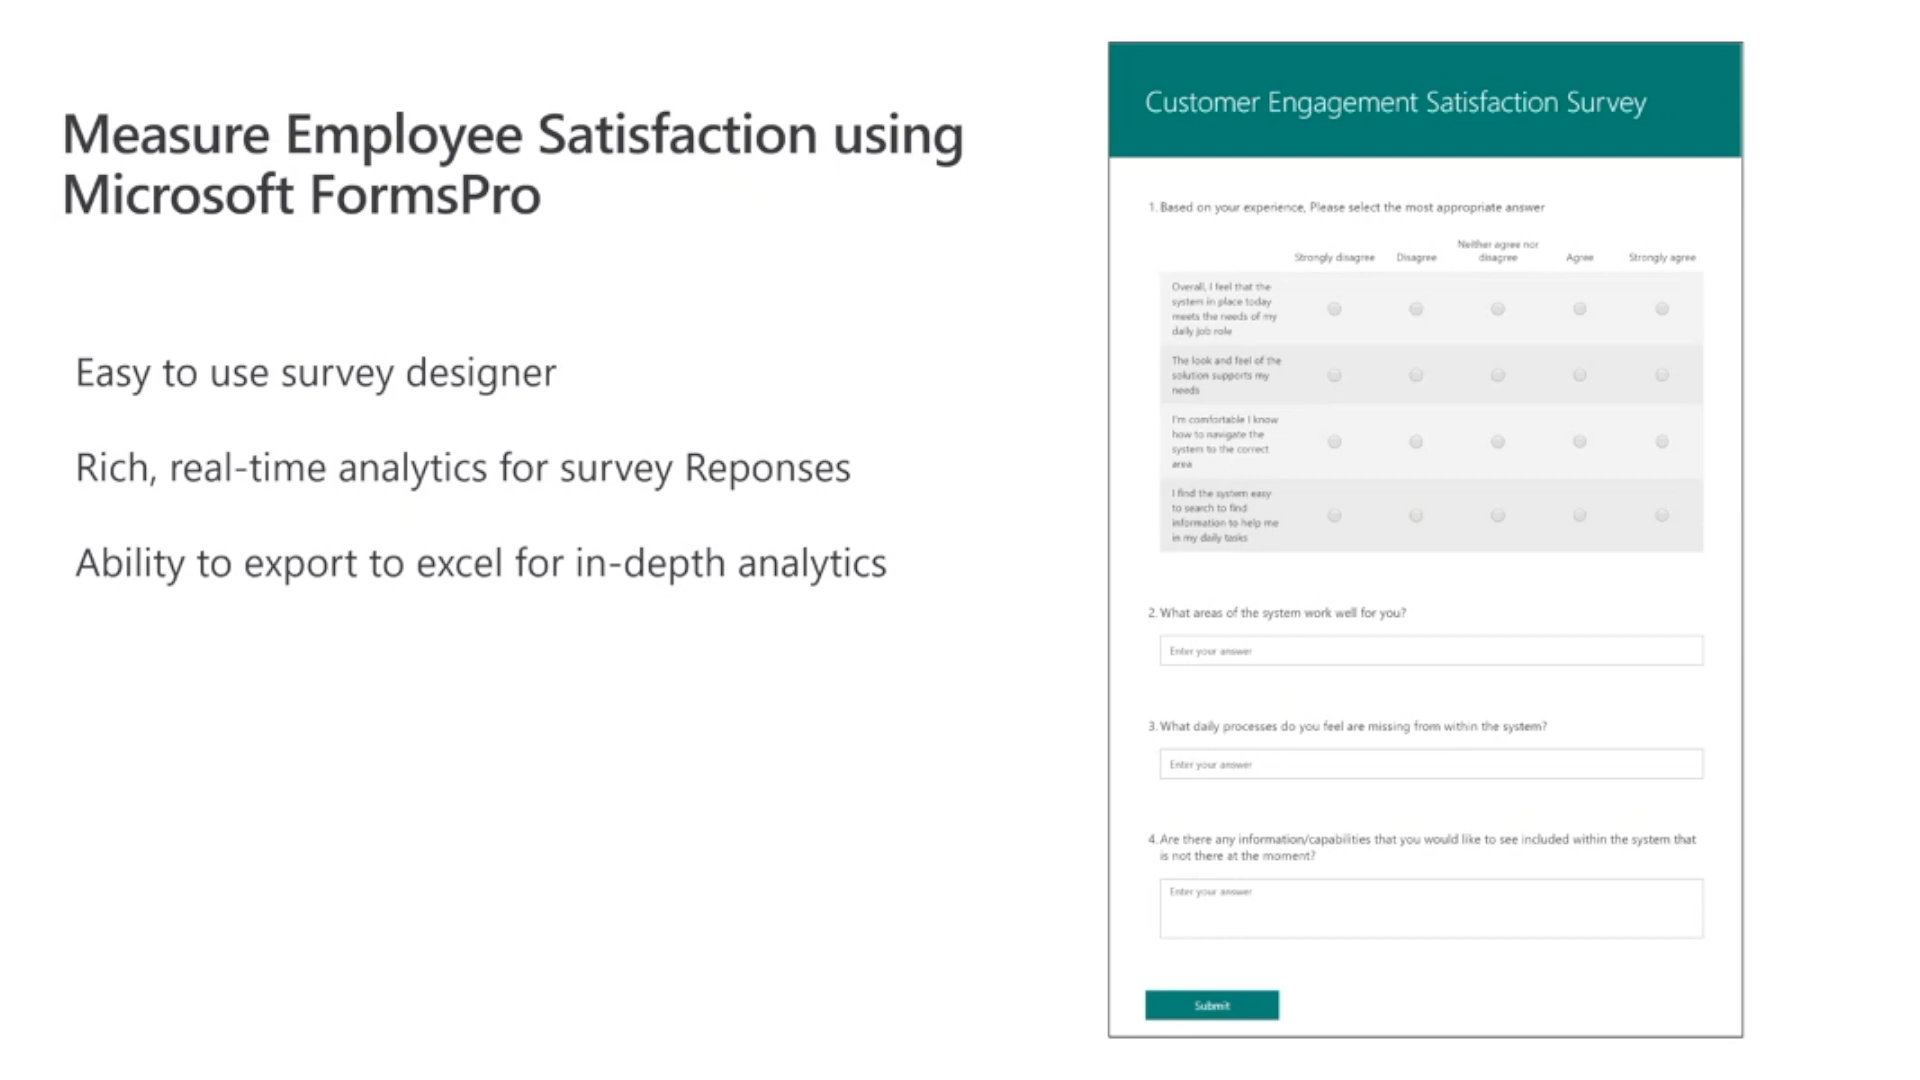 Measure Employee Satisfaction using
Microsoft FormsPro
Easy to use survey designer
Rich, real-time analytics for survey Reponses
Ability to export to excel for in-depth analytics
Customer Engagement Satisfaction Survey
1. Based on your experience, Please select the most appropriate answer
Strongly disagree Disagree Neither agree nor Agree Strongly agree
disagree
Overall, I feel that the
system in place today
meets the needs of my
daily job role
The look and feel of the
solution supports my
needs
I'm comfortable I know
how to navigate the
system to the correct
area
I find the system easy
to search to find
information to help me
in my daily tasks
2. What areas of the system work well for you?
Enter your answer
3. What daily processes do you feel are missing from within the system?
Enter your answer
4. Are there any information/capabilities that you would like to see included within the system that
is not there at the moment?
Enter your answer
Submit